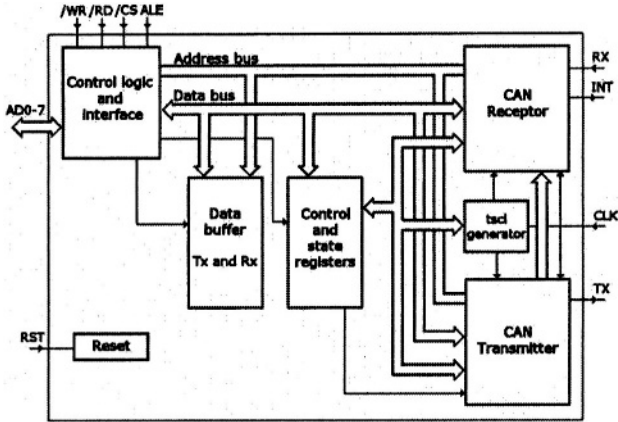 /WR /RD /CS ALE
Address bus
Control logic
and
interface
Data bus
AD0-7
CAN
Receptor
RX
INT
Data
buffer
Tx and Rx
Control
and
state
registers
tscl
generator
CLK
TX
CAN
Transmitter
RST
Reset